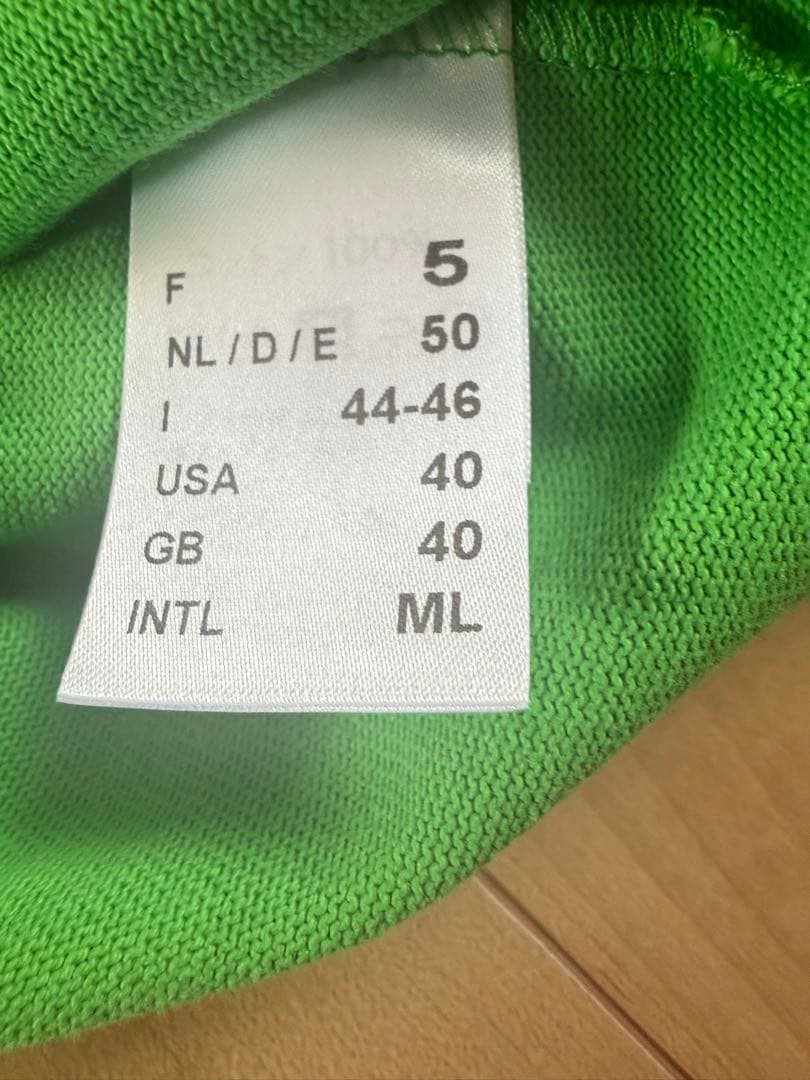 F 5
NL / D / E 50
I 44-46
USA 40
GB 40
INTL ML